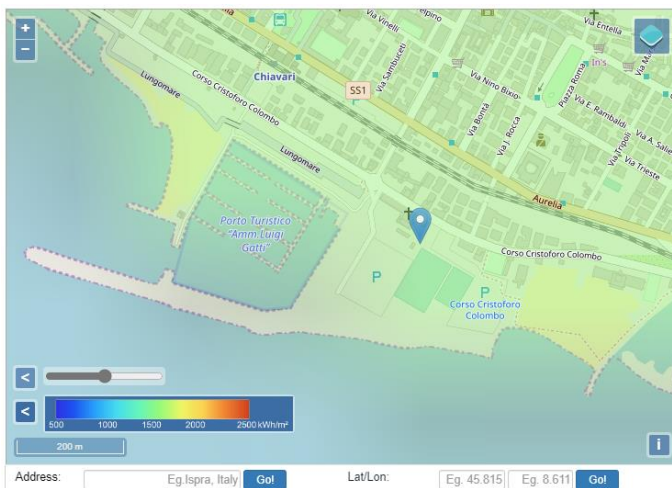 Via Vinelli
Via Entella
+
−
Chiavari
Via Sambuceti
SS1
Via Nino Bixio
Piazza Roma
In's
Via Bontà
Via J. Rocca
Via E. Rambaldi
Via Tripoli
Via Trieste
Lungomare
Corso Cristoforo Colombo
Lungomare
Aurelia
Porto Turistico
"Amm.Luigi
Gatti"
Corso Cristoforo Colombo
P
P
Corso Cristoforo
Colombo
<
<
500 1000 1500 2000 2500 kWh/m²
200 m
i
Address: Eg.Ispra, Italy Go! Lat/Lon: Eg. 45.815 Eg. 8.611 Go!